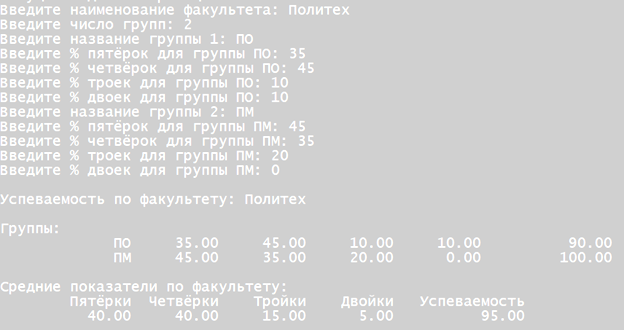 Введите наименование факультета: Политех
Введите число групп: 2
Введите название группы 1: ПО
Введите % пятёрок для группы ПО: 35
Введите % четвёрок для группы ПО: 45
Введите % троек для группы ПО: 10
Введите % двоек для группы ПО: 10
Введите название группы 2: ПМ
Введите % пятёрок для группы ПМ: 45
Введите % четвёрок для группы ПМ: 35
Введите % троек для группы ПМ: 20
Введите % двоек для группы ПМ: 0
Успеваемость по факультету: Политех
Группы:
ПО 35.00 45.00 10.00 10.00 90.00
ПМ 45.00 35.00 20.00 0.00 100.00
Средние показатели по факультету:
Пятёрки Четвёрки Тройки Двойки Успеваемость
40.00 40.00 15.00 5.00 95.00